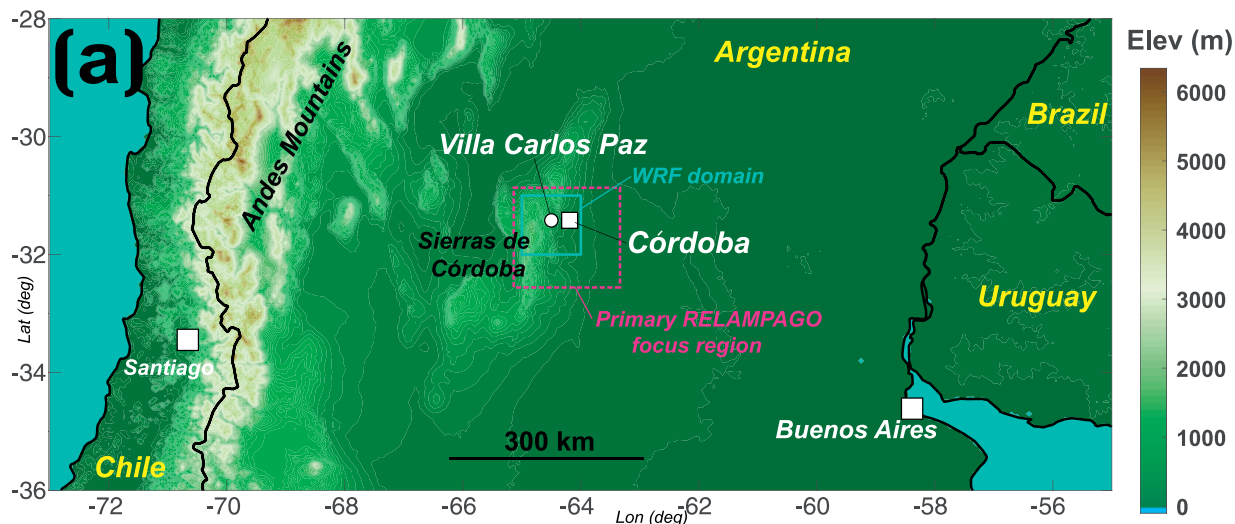 (a)
-28
-30
-32
-34
-36
Lat (deg)
-72
-70
-68
-66
-64
-62
-60
-58
-56
Lon (deg)
Andes Mountains
Argentina
Brazil
Uruguay
Chile
Villa Carlos Paz
WRF domain
Sierras de
Córdoba
Córdoba
Primary RELAMPAGO
focus region
Santiago
Buenos Aires
300 km
Elev (m)
6000
5000
4000
3000
2000
1000
0